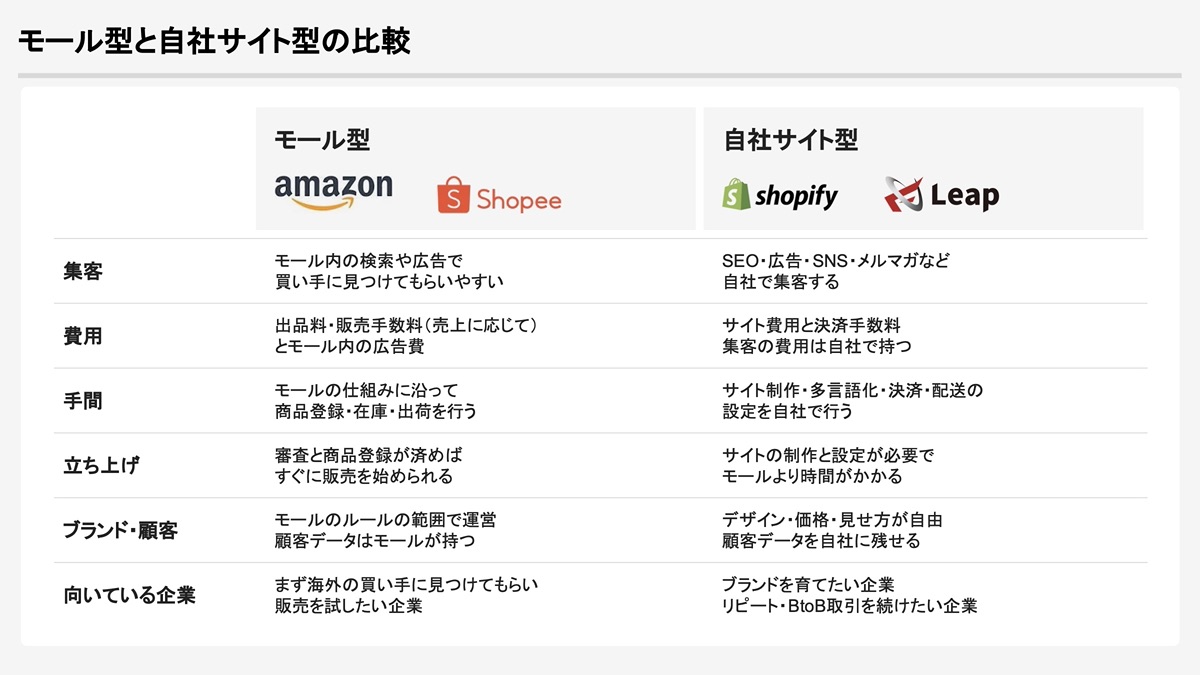 モール型と自社サイト型の比較
モール型
自社サイト型
amazon
Shopee
shopify
Leap
集客
モール内の検索や広告で
買い手に見つけてもらいやすい
SEO・広告・SNS・メルマガなど
自社で集客する
費用
出品料・販売手数料（売上に応じて）
とモール内の広告費
サイト費用と決済手数料
集客の費用は自社で持つ
手間
モールの仕組みに沿って
商品登録・在庫・出荷を行う
サイト制作・多言語化・決済・配送の
設定を自社で行う
立ち上げ
審査と商品登録が済めば
すぐに販売を始められる
サイトの制作と設定が必要で
モールより時間がかかる
ブランド・顧客
モールのルールの範囲で運営
顧客データはモールが持つ
デザイン・価格・見せ方が自由
顧客データを自社に残せる
向いている企業
まず海外の買い手に見つけてもらい
販売を試したい企業
ブランドを育てたい企業
リピート・BtoB取引を続けたい企業